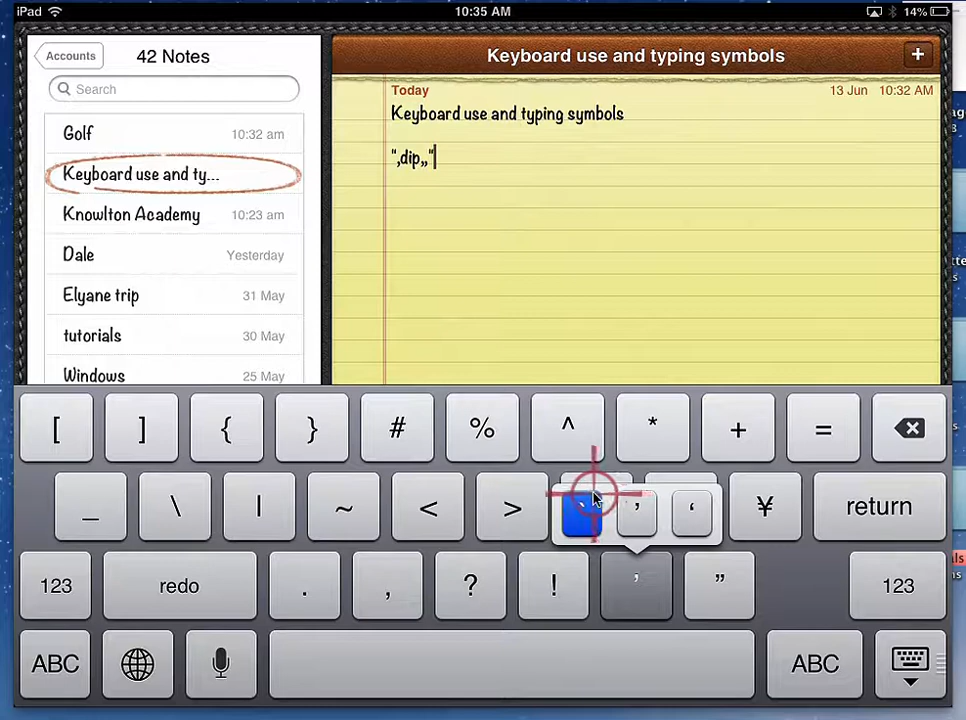 iPad 10:35 AM 14%
Accounts 42 Notes Keyboard use and typing symbols +
Search
Today 13 Jun 10:32 AM
Golf 10:32 am
Keyboard use and ty...
Knowlton Academy 10:23 am
Dale Yesterday
Elyane trip 31 May
tutorials 30 May
Windows 25 May
Keyboard use and typing symbols
",dip,,"
[ ] { } # % ^ * + =
_ \ | ~ < > ` ’ ‘ ¥ return
123 redo . , ? ! ’ ” 123
ABC ABC